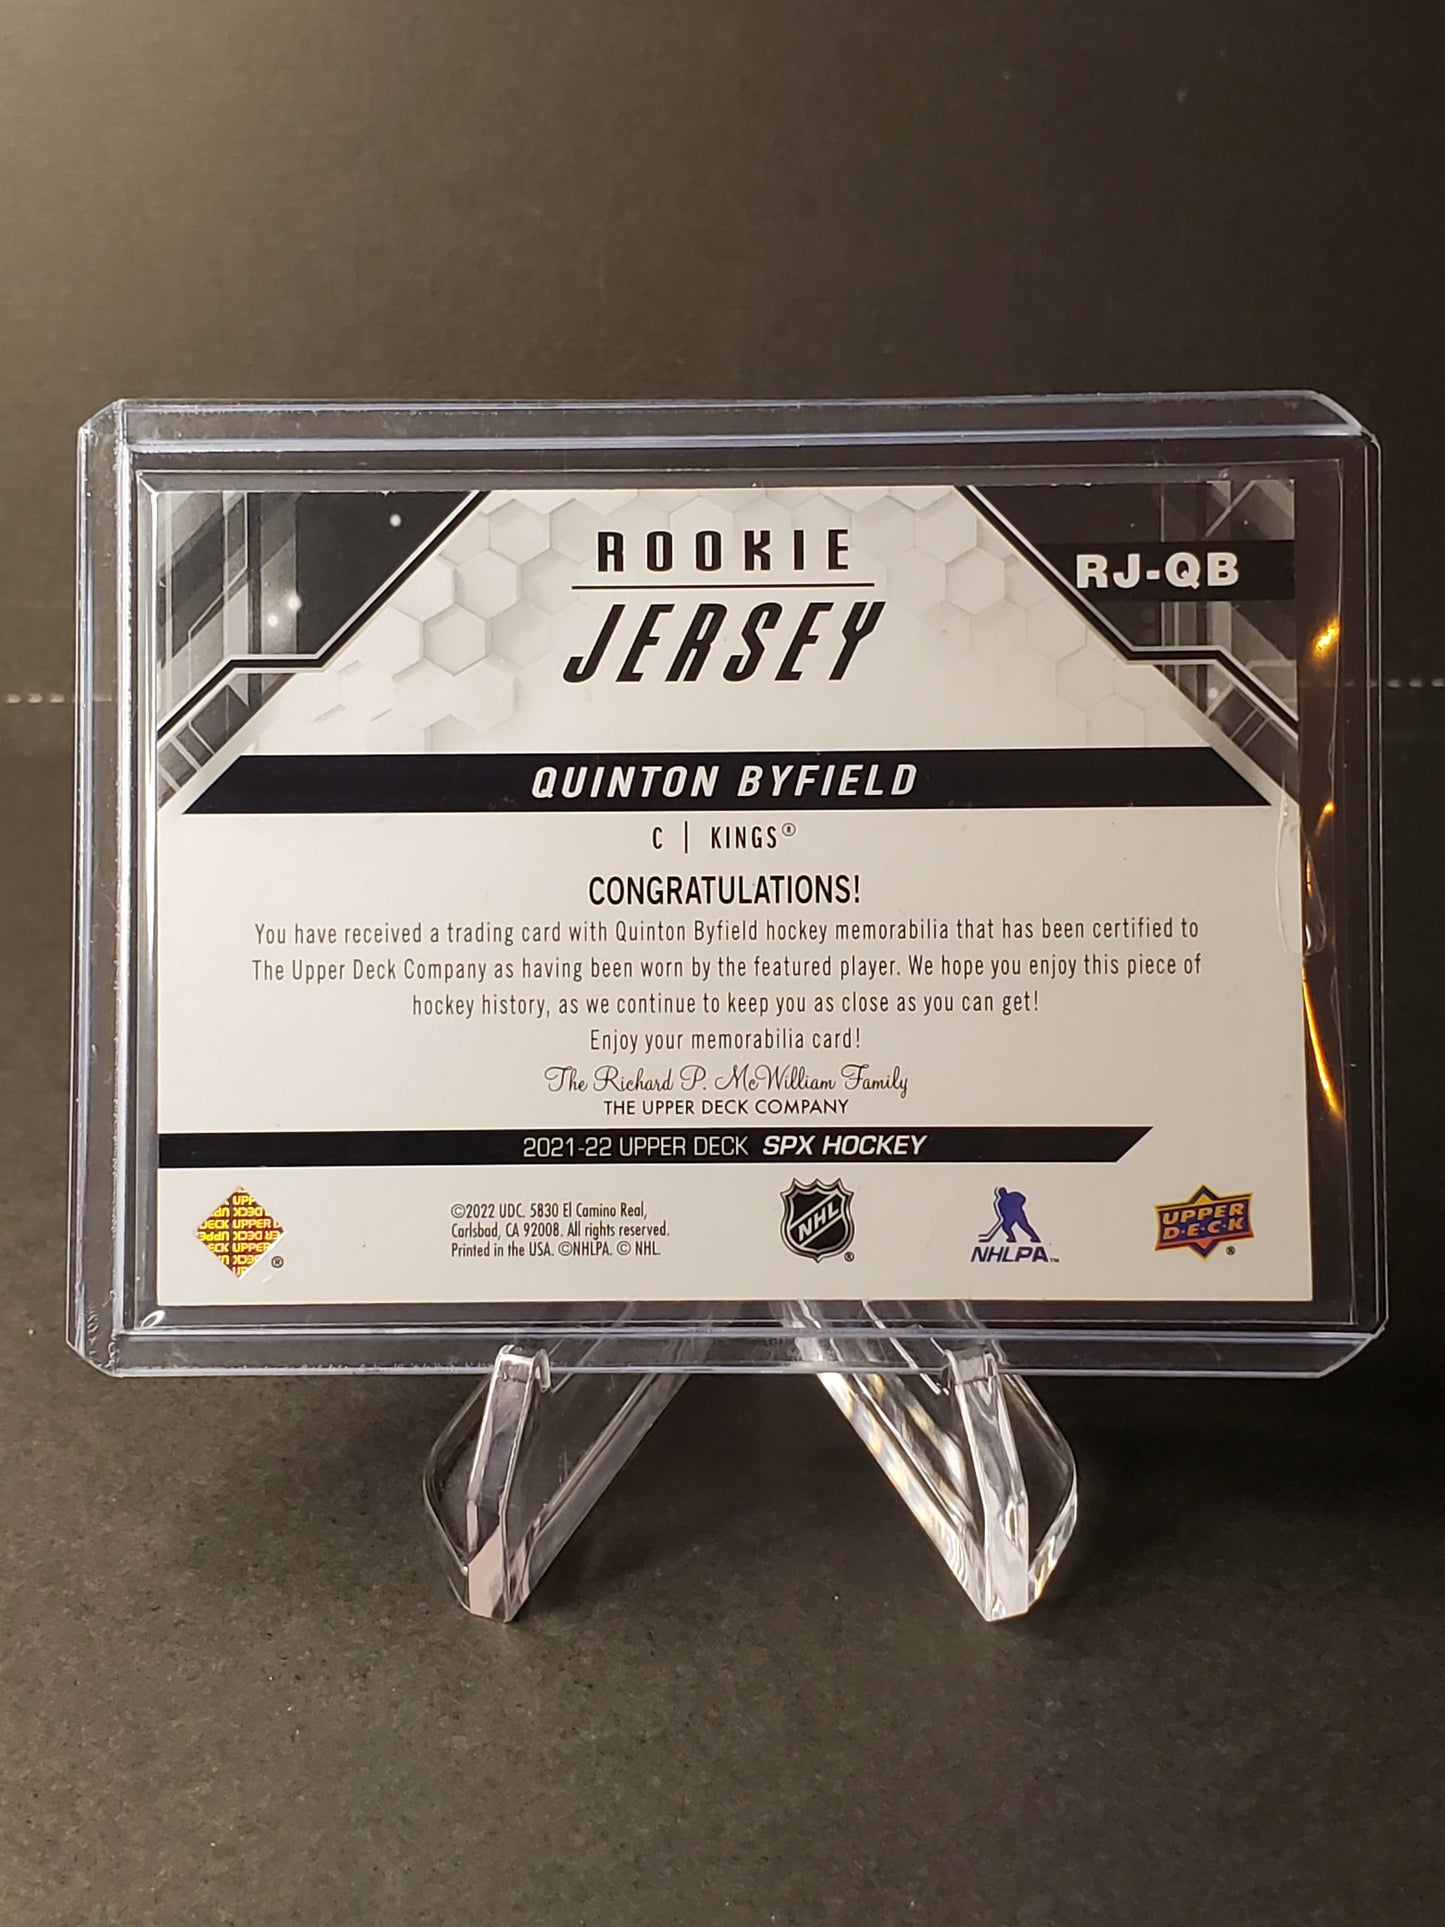 ROOKIE
JERSEY
RJ-QB
QUINTON BYFIELD
C | KINGS®
CONGRATULATIONS!
You have received a trading card with Quinton Byfield hockey memorabilia that has been certified to
The Upper Deck Company as having been worn by the featured player. We hope you enjoy this piece of
hockey history, as we continue to keep you as close as you can get!
Enjoy your memorabilia card!
The Richard P. McWilliam Family
THE UPPER DECK COMPANY
2021-22 UPPER DECK SPX HOCKEY
©2022 UDC. 5830 El Camino Real,
Carlsbad, CA 92008. All rights reserved.
Printed in the USA. ©NHLPA. © NHL.
NHL ®
NHLPA™
UPPER
D·E·C·K ®